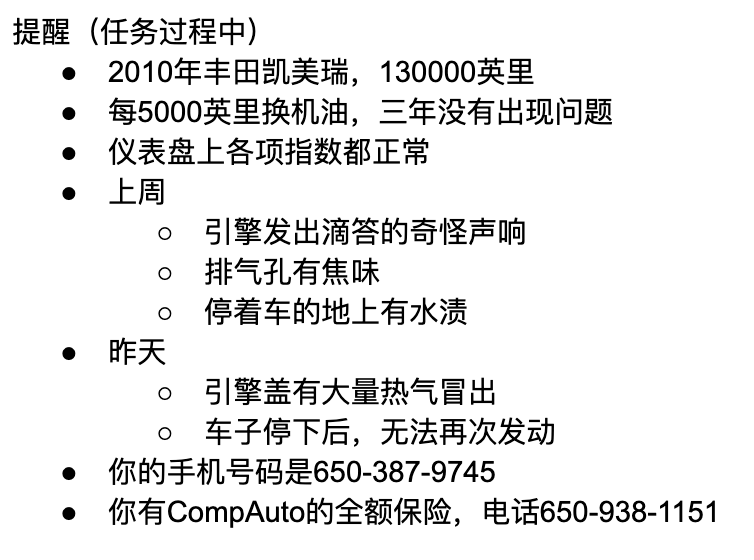 提醒（任务过程中）
● 2010年丰田凯美瑞，130000英里
● 每5000英里换机油，三年没有出现问题
● 仪表盘上各项指数都正常
● 上周
○ 引擎发出滴答的奇怪声响
○ 排气孔有焦味
○ 停着车的地上有水渍
● 昨天
○ 引擎盖有大量热气冒出
○ 车子停下后，无法再次发动
● 你的手机号码是650-387-9745
● 你有CompAuto的全额保险，电话650-938-1151